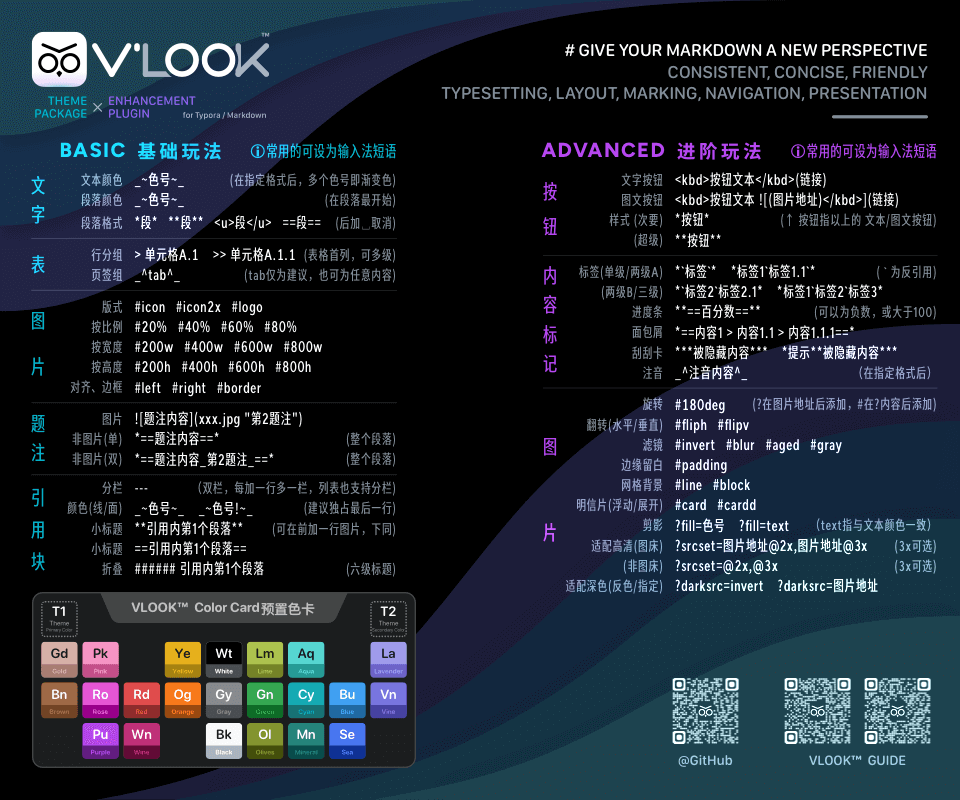 V'LOOK™
THEME PACKAGE × ENHANCEMENT PLUGIN
for Typora / Markdown
# GIVE YOUR MARKDOWN A NEW PERSPECTIVE
CONSISTENT, CONCISE, FRIENDLY
TYPESETTING, LAYOUT, MARKING, NAVIGATION, PRESENTATION
BASIC 基础玩法 ⓘ常用的可设为输入法短语
文字
文本颜色 _~色号~_ (在指定格式后，多个色号即渐变色)
段落颜色 _~色号~_ (在段落最开始)
段落格式 *段* **段** <u>段</u> ==段== (后加__取消)
表
行分组 > 单元格A.1 >> 单元格A.1.1 (表格首列，可多级)
页签组 _^tab^_ (tab仅为建议，也可为任意内容)
图片
版式 #icon #icon2x #logo
按比例 #20% #40% #60% #80%
按宽度 #200w #400w #600w #800w
按高度 #200h #400h #600h #800h
对齐、边框 #left #right #border
题注
图片 ![题注内容](xxx.jpg "第2题注")
非图片(单) *==题注内容==* (整个段落)
非图片(双) *==题注内容_第2题注_==* (整个段落)
引用块
分栏 --- (双栏，每加一行多一栏，列表也支持分栏)
颜色(线/面) _~色号~_ _~色号!~_ (建议独占最后一行)
小标题 **引用内第1个段落** (可在前加一行图片，下同)
小标题 ==引用内第1个段落==
折叠 ###### 引用内第1个段落 (六级标题)
ADVANCED 进阶玩法 ⓘ常用的可设为输入法短语
按钮
文字按钮 <kbd>按钮文本</kbd>(链接)
图文按钮 <kbd>按钮文本 ![(图片地址)</kbd>](链接)
样式 (次要) *按钮* (↑ 按钮指以上的 文本/图文按钮)
(超级) **按钮**
内容标记
标签(单级/两级A) *`标签`* *标签1`标签1.1`* (`为反引用)
(两级B/三级) *`标签2`标签2.1* *标签1`标签2`标签3*
进度条 **==百分数==** (可以为负数，或大于100)
面包屑 *==内容1 > 内容1.1 > 内容1.1.1==*
刮刮卡 ***被隐藏内容*** *提示**被隐藏内容***
注音 _^注音内容^_ (在指定格式后)
图片
旋转 #180deg (?在图片地址后添加，#在?内容后添加)
翻转(水平/垂直) #fliph #flipv
滤镜 #invert #blur #aged #gray
边缘留白 #padding
网格背景 #line #block
明信片(浮动/展开) #card #cardd
剪影 ?fill=色号 ?fill=text (text指与文本颜色一致)
适配高清(图床) ?srcset=图片地址@2x,图片地址@3x (3x可选)
(非图床) ?srcset=@2x,@3x (3x可选)
适配深色(反色/指定) ?darksrc=invert ?darksrc=图片地址
T1 Theme Primary Color
VLOOK™ Color Card预置色卡
T2 Theme Secondary Color
Gd Pk Ye Wt Lm Aq La
Gold Pink Yellow White Lime Aqua Lavender
Bn Ro Rd Og Gy Gn Cy Bu Vn
Brown Rose Red Orange Gray Green Cyan Blue Vine
Pu Wn Bk Ol Mn Se
Purple Wine Black Olives Mineral Sea
@GitHub
VLOOK™ GUIDE